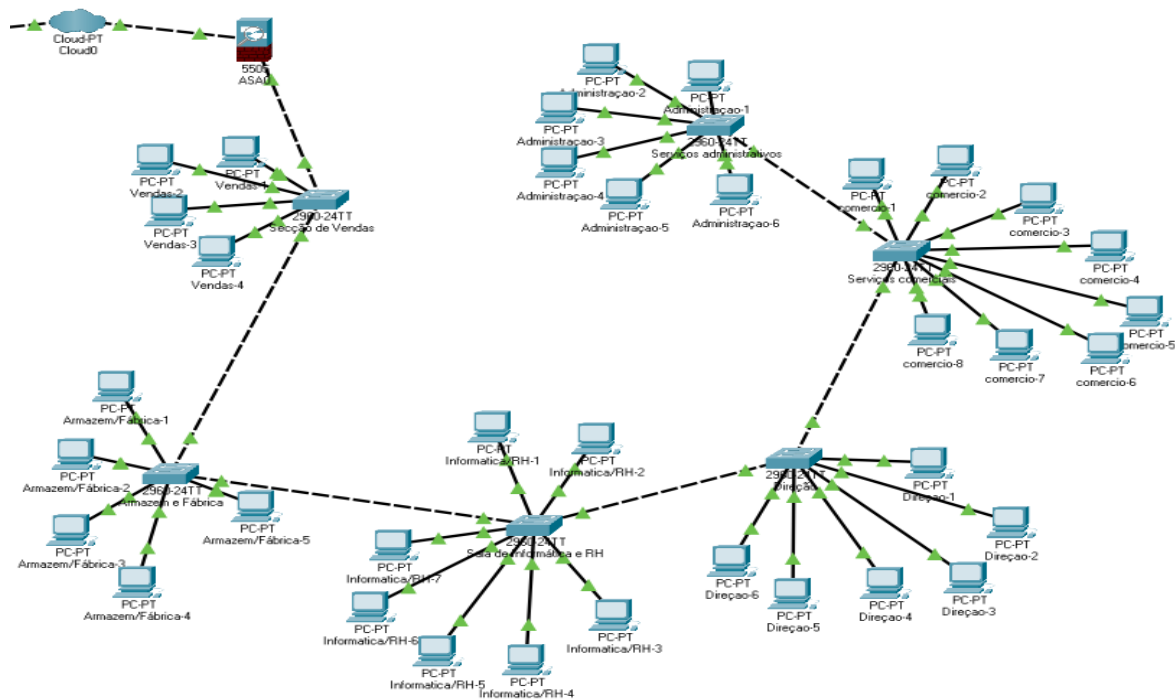 Cloud-PT
Cloud0
5505
ASA0
PC-PT
Vendas-1
PC-PT
Vendas-2
PC-PT
Vendas-3
PC-PT
Vendas-4
2960-24TT
Secção de Vendas
PC-PT
Administraçao-2
PC-PT
Administraçao-1
PC-PT
Administraçao-3
PC-PT
Administraçao-4
PC-PT
Administraçao-5
PC-PT
Administraçao-6
2960-24TT
Serviços administrativos
PC-PT
comercio-1
PC-PT
comercio-2
PC-PT
comercio-3
PC-PT
comercio-4
PC-PT
comercio-5
PC-PT
comercio-6
PC-PT
comercio-7
PC-PT
comercio-8
2960-24TT
Serviços comerciais
PC-PT
Armazem/Fábrica-1
PC-PT
Armazem/Fábrica-2
PC-PT
Armazem/Fábrica-3
PC-PT
Armazem/Fábrica-4
PC-PT
Armazem/Fábrica-5
2960-24TT
Armazem e Fábrica
PC-PT
Informatica/RH-1
PC-PT
Informatica/RH-2
PC-PT
Informatica/RH-7
PC-PT
Informatica/RH-6
PC-PT
Informatica/RH-5
PC-PT
Informatica/RH-4
PC-PT
Informatica/RH-3
2960-24TT
Sala de Informática e RH
2960-24TT
Direção
PC-PT
Direçao-1
PC-PT
Direçao-2
PC-PT
Direçao-3
PC-PT
Direçao-4
PC-PT
Direçao-5
PC-PT
Direçao-6